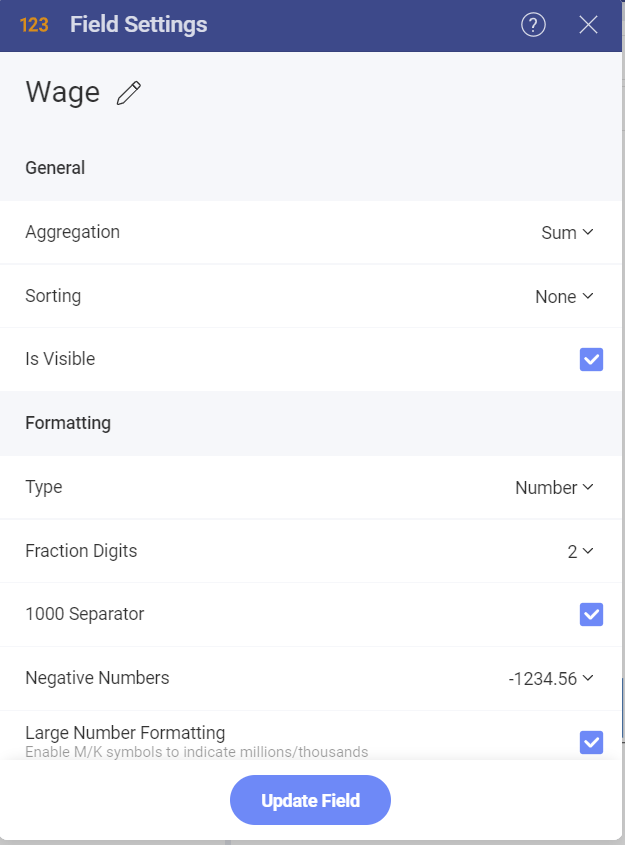 123 Field Settings ?
Wage
General
Aggregation Sum
Sorting None
Is Visible
Formatting
Type Number
Fraction Digits 2
1000 Separator
Negative Numbers -1234.56
Large Number Formatting
Enable M/K symbols to indicate millions/thousands
Update Field